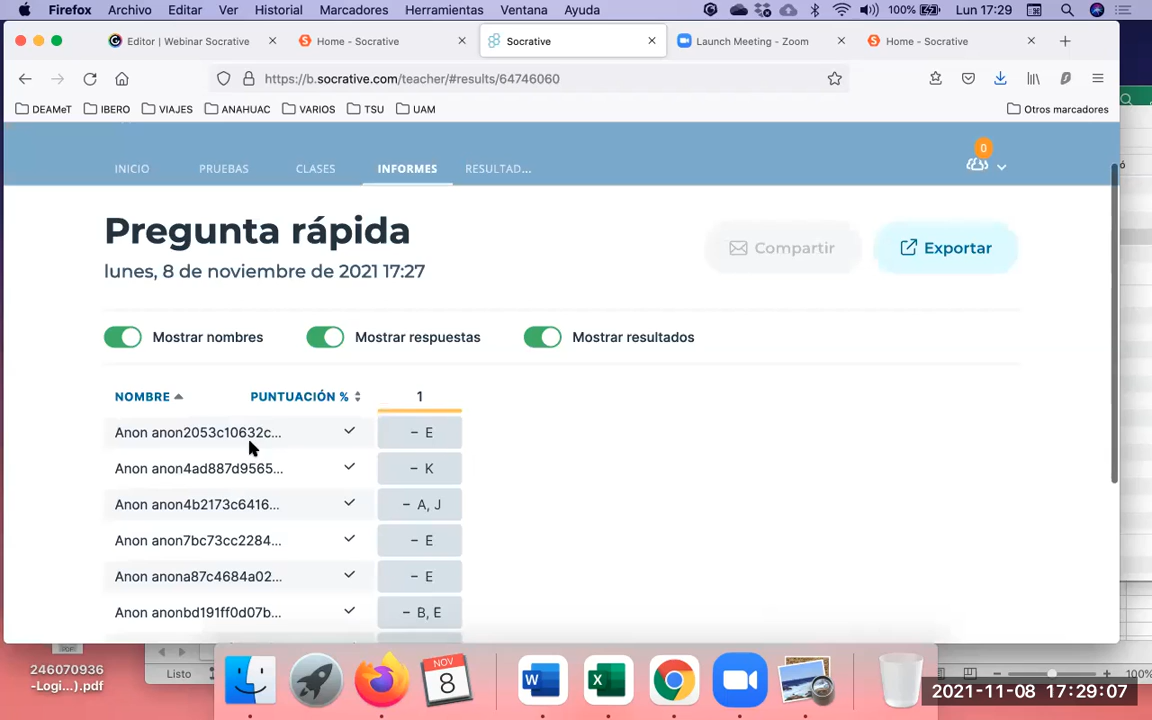 Firefox Archivo Editar Ver Historial Marcadores Herramientas Ventana Ayuda 100% Lun 17:29
Editor | Webinar Socrative
Home - Socrative
Socrative
Launch Meeting - Zoom
Home - Socrative
https://b.socrative.com/teacher/#results/64746060
DEAMeT IBERO VIAJES ANAHUAC VARIOS TSU UAM Otros marcadores
INICIO PRUEBAS CLASES INFORMES RESULTAD...
0
Pregunta rápida
Compartir
Exportar
lunes, 8 de noviembre de 2021 17:27
Mostrar nombres Mostrar respuestas Mostrar resultados
NOMBRE PUNTUACIÓN % 1
Anon anon2053c10632c... – E
Anon anon4ad887d9565... – K
Anon anon4b2173c6416... – A, J
Anon anon7bc73cc2284... – E
Anon anona87c4684a02... – E
Anon anonbd191ff0d07b... – B, E
246070936
-Logi...).pdf
Listo
100%
NOV
8
2021-11-08 17:29:07